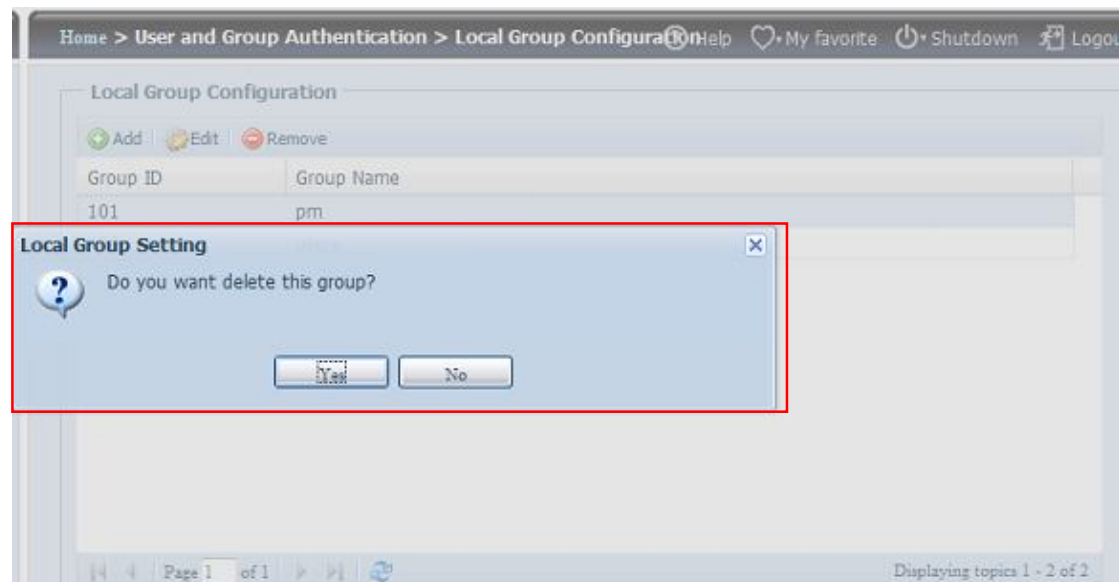 Home > User and Group Authentication > Local Group Configuration Help My favorite Shutdown Logou
Local Group Configuration
Add Edit Remove
Group ID Group Name
101 pm
Local Group Setting
Do you want delete this group?
Yes No
Page 1 of 1 Displaying topics 1 - 2 of 2